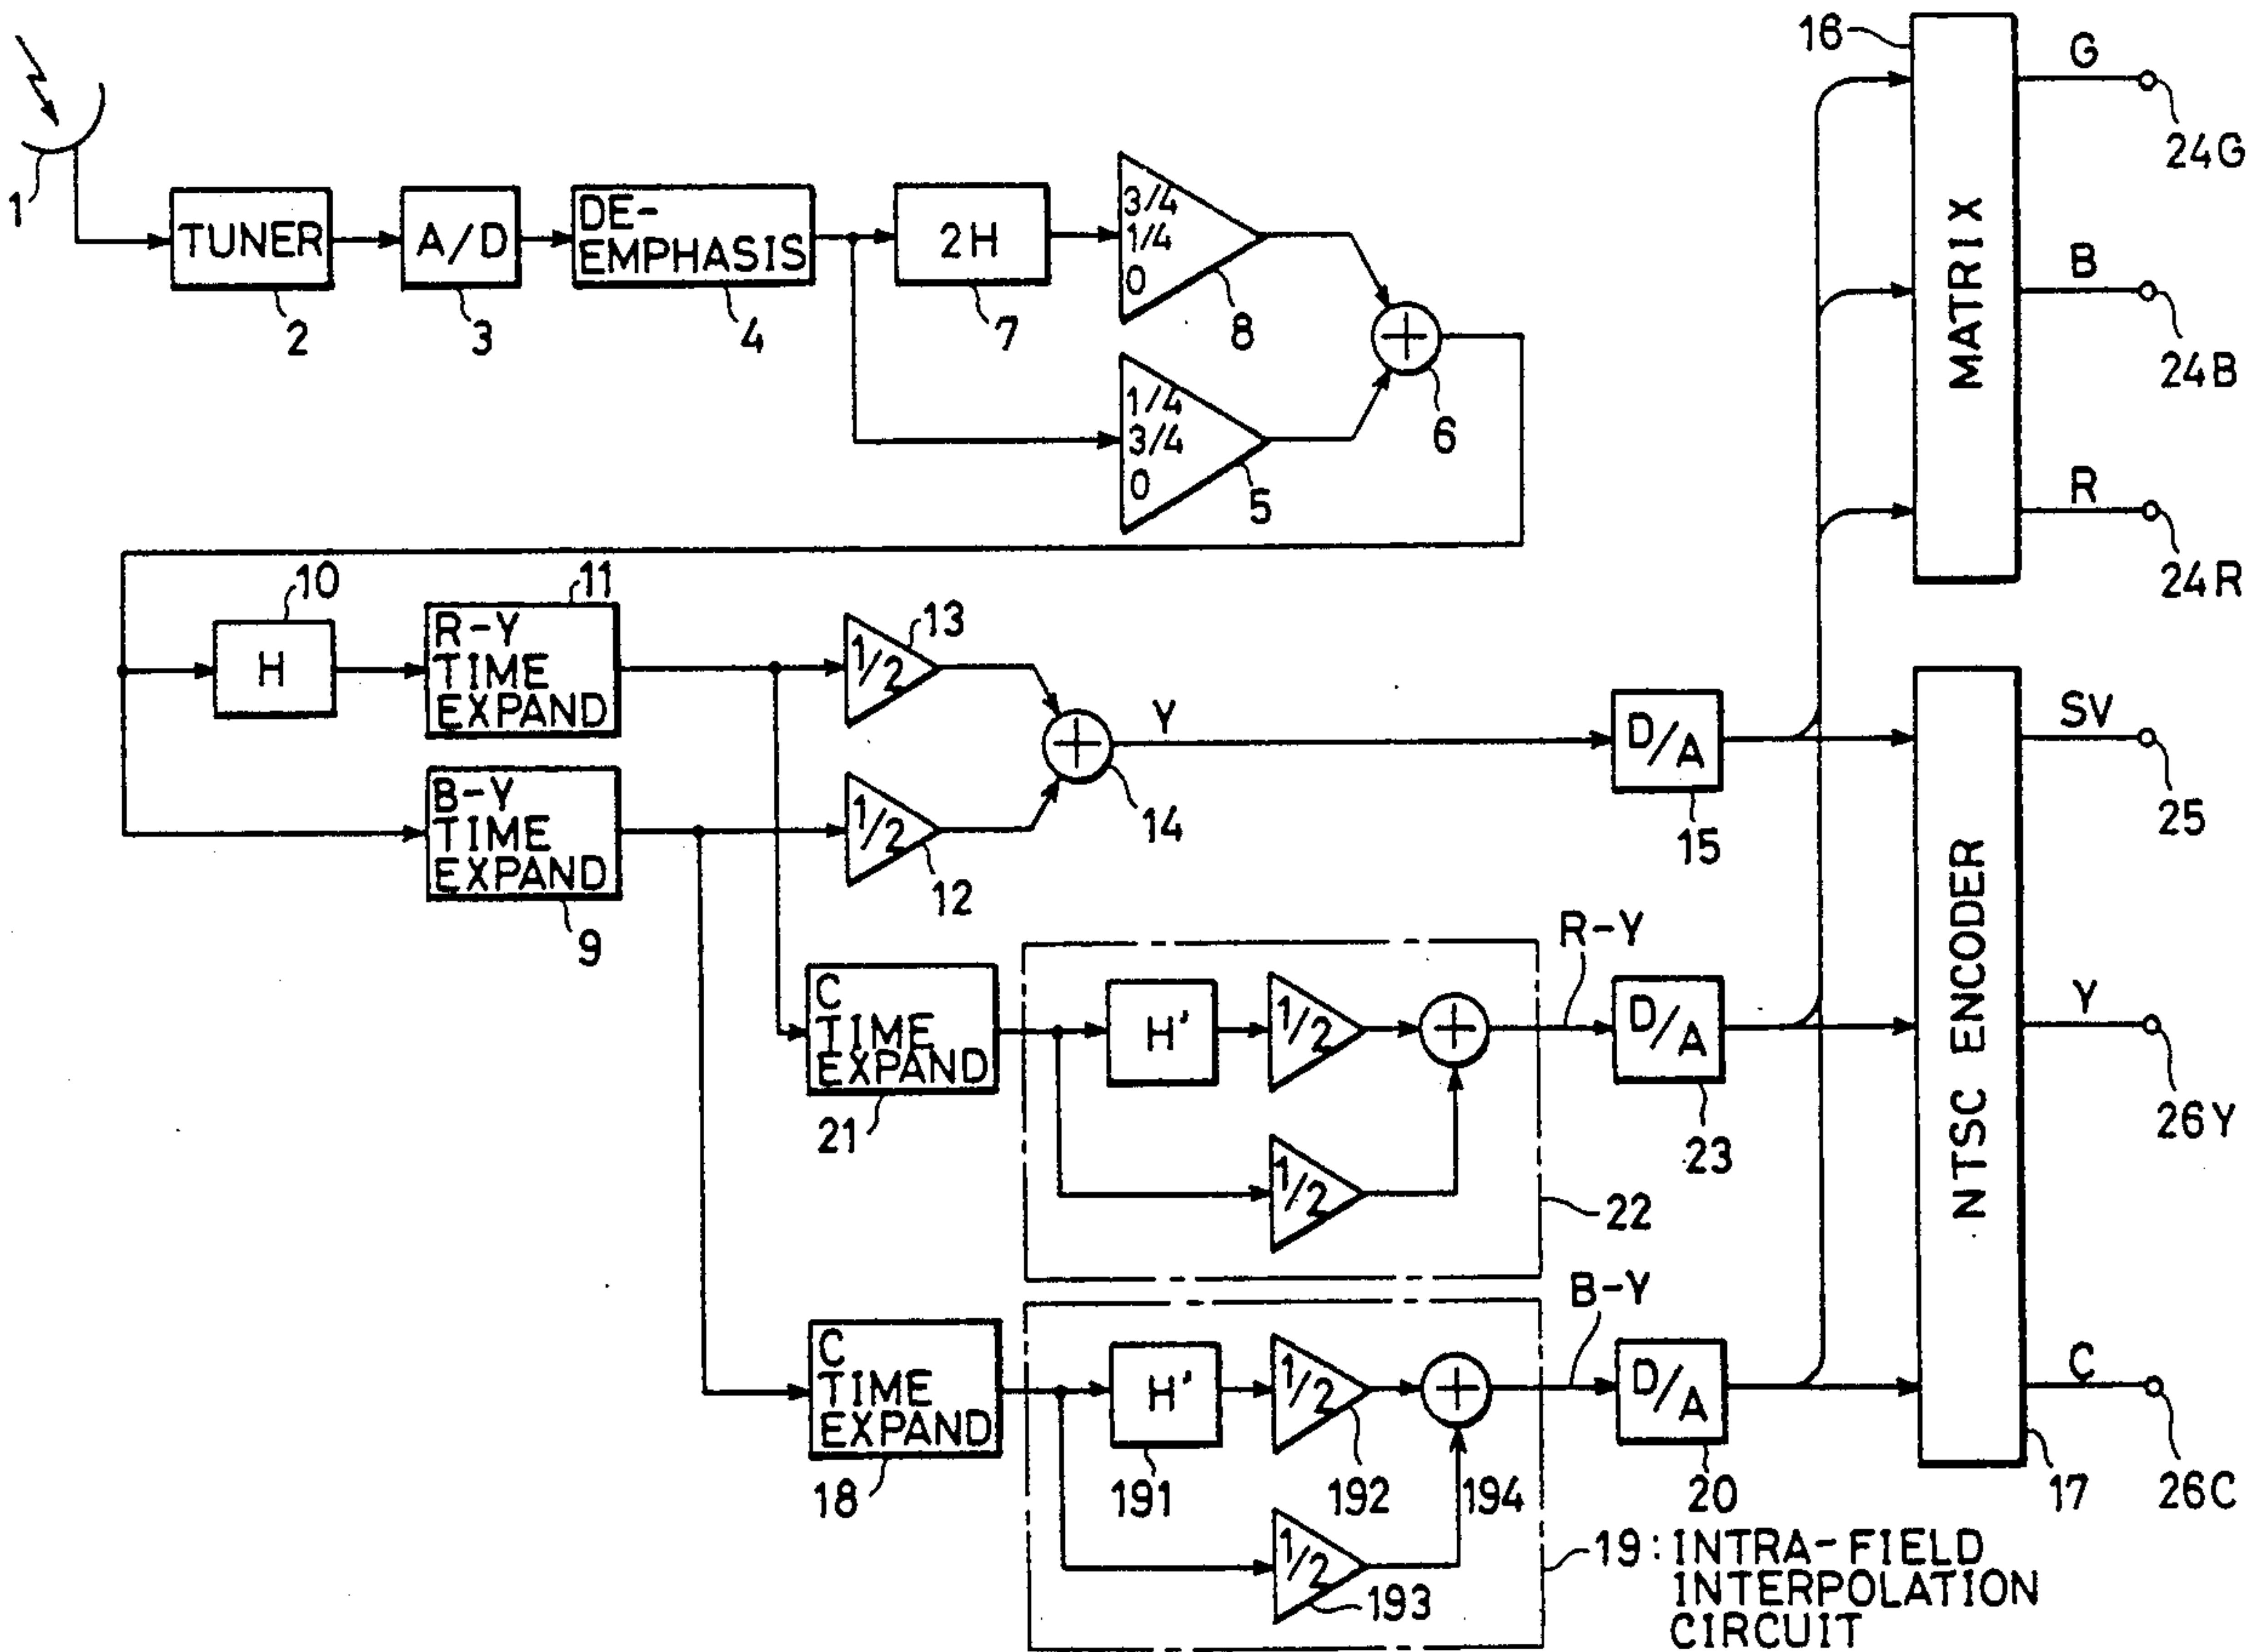 1
TUNER
2
A/D
3
DE-
EMPHASIS
4
2H
7
3/4
1/4
0
8
1/4
3/4
0
5
6
16
MATRIX
G
24G
B
24B
R
24R
10
H
11
R-Y
TIME
EXPAND
B-Y
TIME
EXPAND
9
1/2
13
1/2
12
14
Y
D/A
15
C
TIME
EXPAND
21
H'
1/2
1/2
22
R-Y
D/A
23
C
TIME
EXPAND
18
H'
191
1/2
192
1/2
193
194
B-Y
D/A
20
19: INTRA-FIELD
INTERPOLATION
CIRCUIT
NTSC ENCODER
17
SV
25
Y
26Y
C
26C